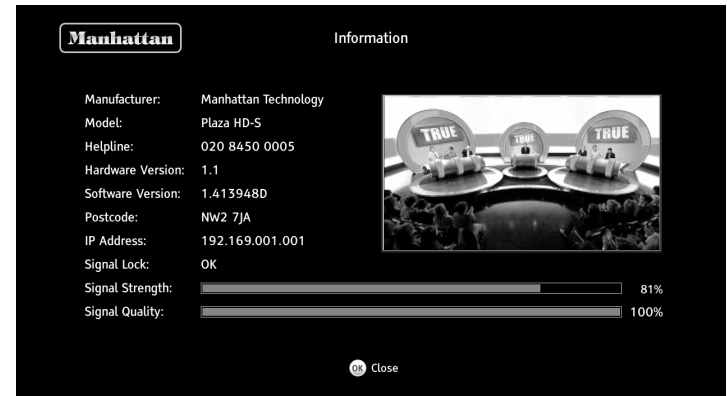 Manhattan
Information
Manufacturer: Manhattan Technology
Model: Plaza HD-S
Helpline: 020 8450 0005
Hardware Version: 1.1
Software Version: 1.413948D
Postcode: NW2 7JA
IP Address: 192.169.001.001
Signal Lock: OK
Signal Strength: 81%
Signal Quality: 100%
TRUE TRUE TRUE
OK Close